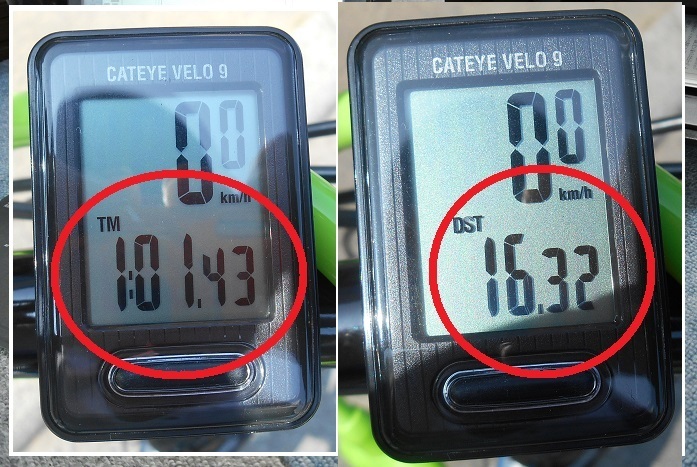 CATEYE VELO 9
0.0
km/h
TM
1:01.43
CATEYE VELO 9
0.0
km/h
DST
16.32